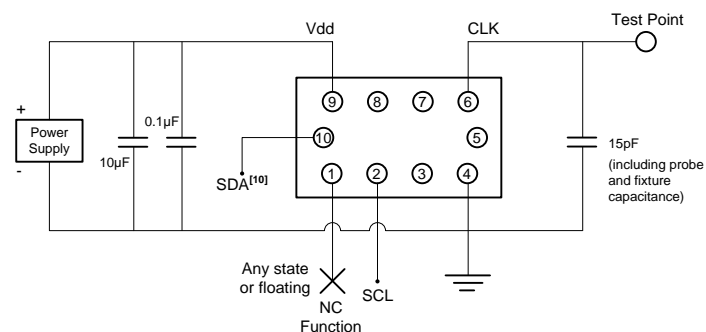 Vdd
CLK
Test Point
+
Power
Supply
-
10µF
0.1µF
9
8
7
6
10
5
1
2
3
4
SDA[10]
15pF
(including probe
and fixture
capacitance)
Any state
or floating
NC
Function
SCL